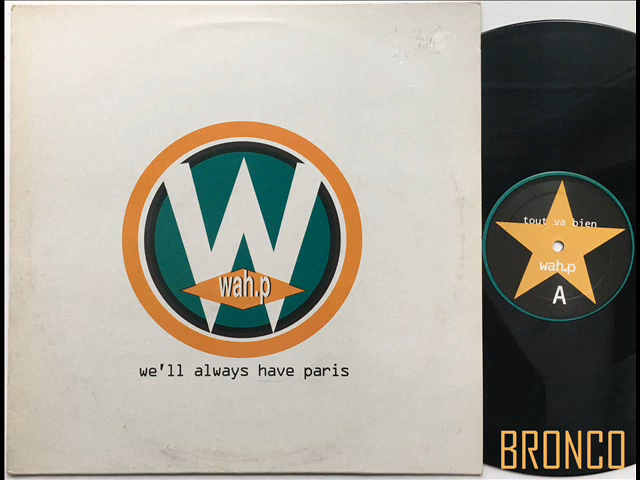 W
wah.p
we'll always have paris
tout va bien
wah.p
A
BRONCO